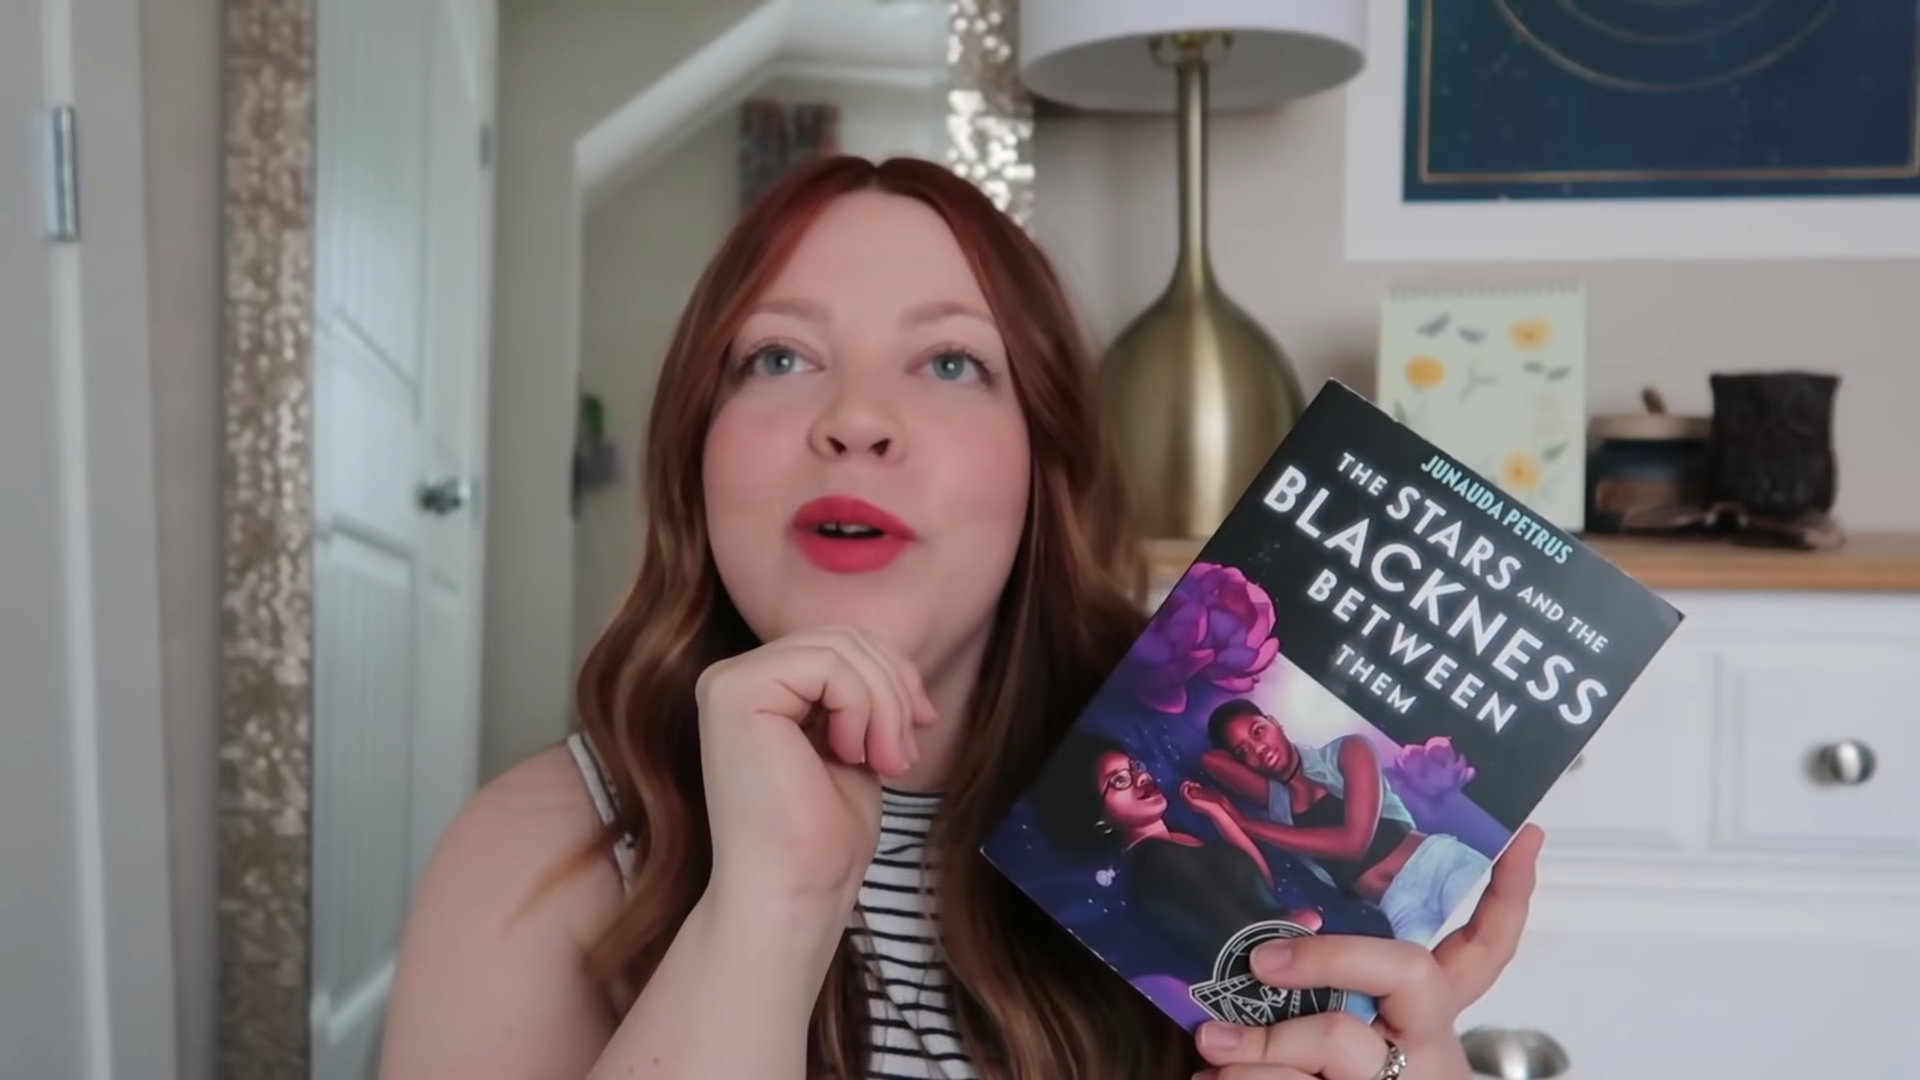 JUNAUDA PETRUS
THE STARS AND THE
BLACKNESS
BETWEEN
THEM